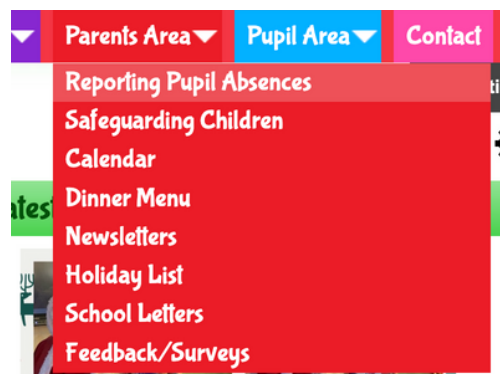 Parents Area Pupil Area Contact
Reporting Pupil Absences
Safeguarding Children
Calendar
Dinner Menu
Newsletters
Holiday List
School Letters
Feedback/Surveys